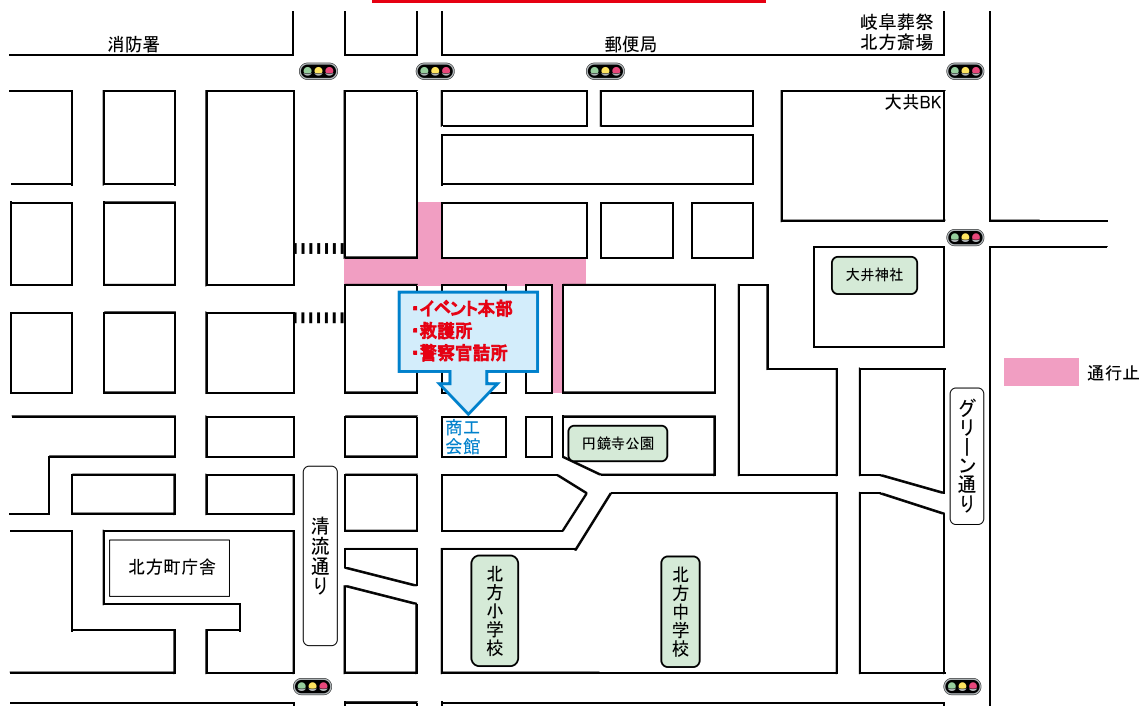 消防署
郵便局
岐阜葬祭
北方斎場
大共BK
大井神社
・イベント本部
・救護所
・警察官詰所
通行止
商工
会館
円鏡寺公園
グリーン通り
清流通り
北方町庁舎
北方小学校
北方中学校